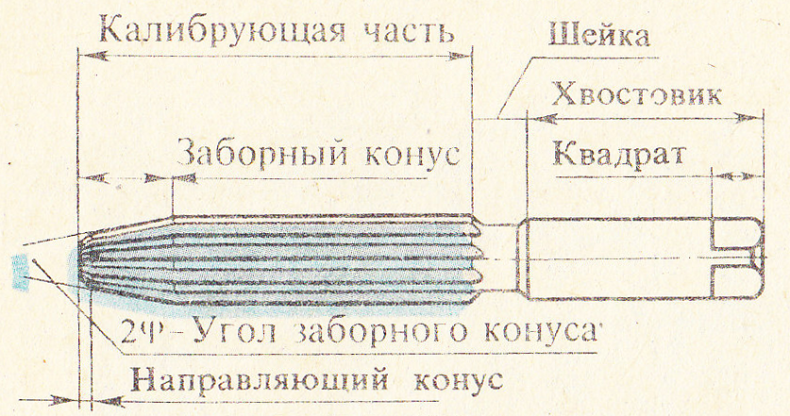 Калибрующая часть
Шейка
Хвостовик
Заборный конус
Квадрат
2φ-Угол заборного конуса
Направляющий конус